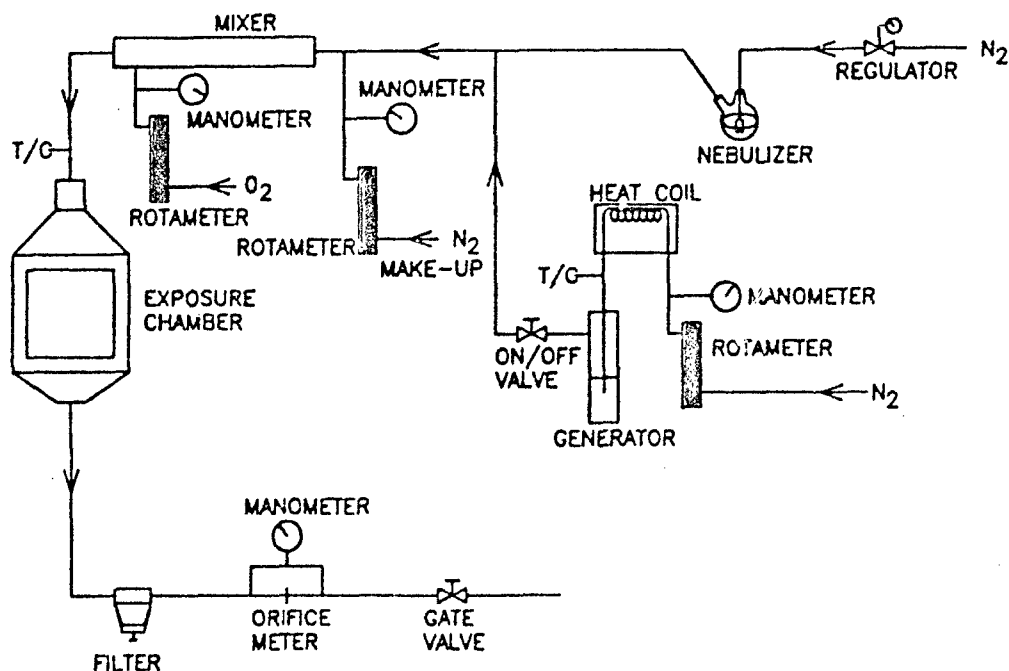 MIXER
N2
REGULATOR
MANOMETER
MANOMETER
T/C
NEBULIZER
O2
HEAT COIL
ROTAMETER
ROTAMETER
N2
MAKE-UP
T/C
EXPOSURE
CHAMBER
MANOMETER
ON/OFF
VALVE
ROTAMETER
N2
GENERATOR
MANOMETER
ORIFICE
METER
GATE
VALVE
FILTER